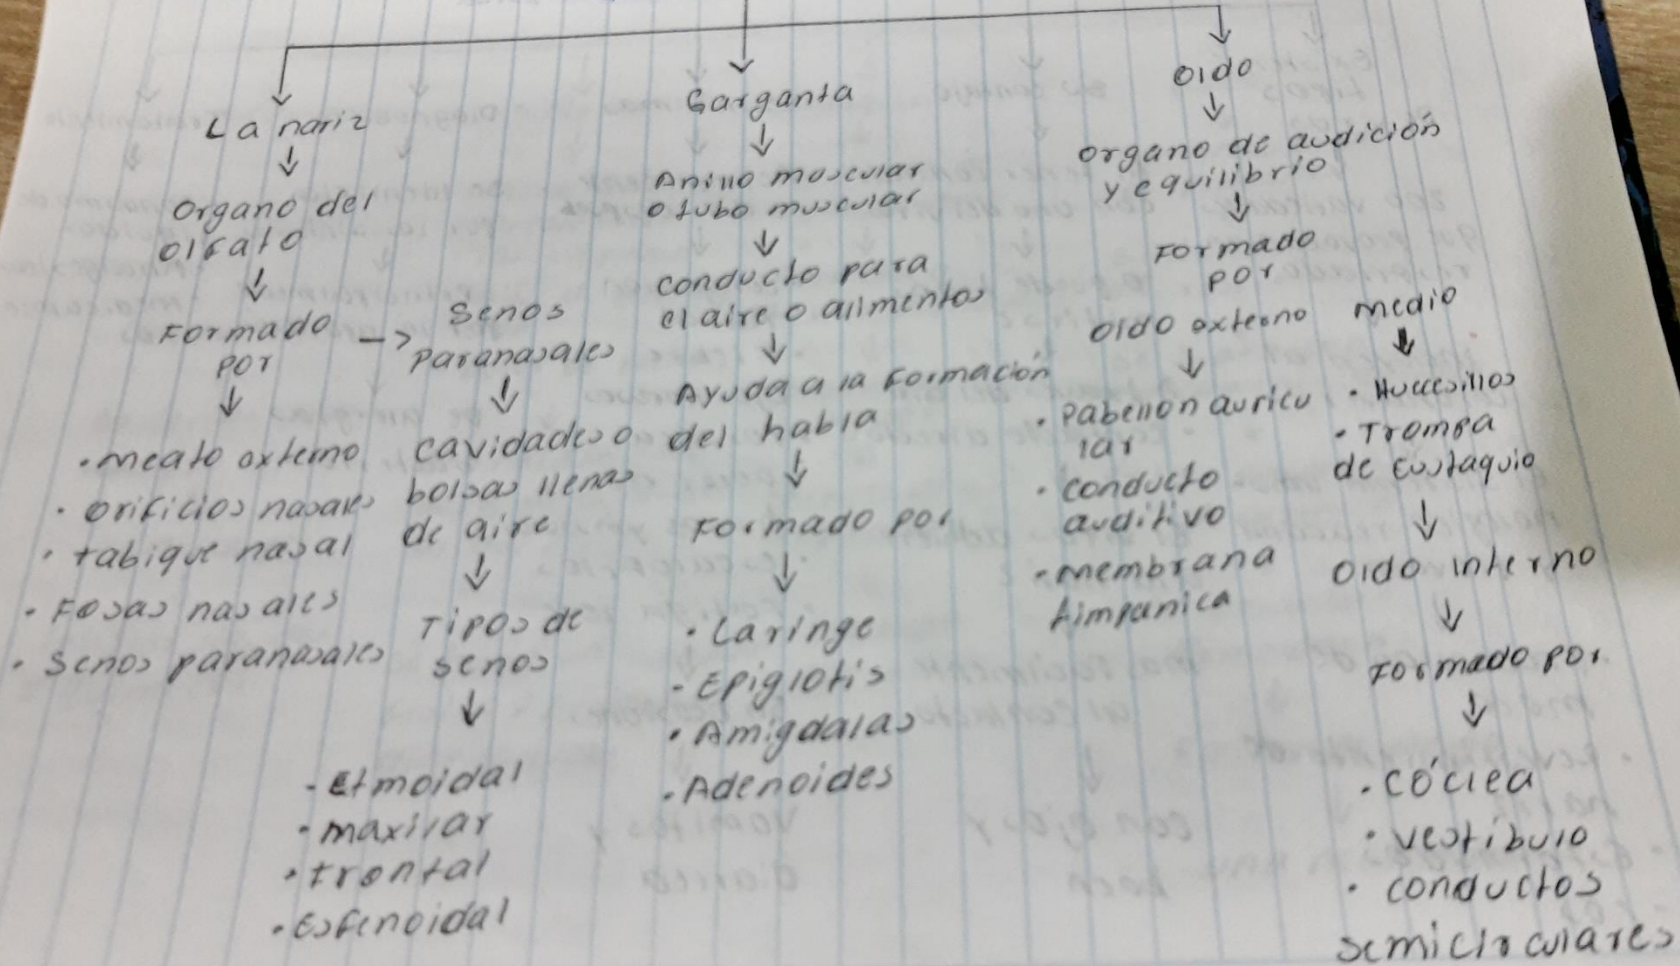 La nariz
↓
Organo del
olfato
↓
Formado
por
->
↓
• meato externo
• orificios nasales
• tabique nasal
• Fosas nasales
• Senos paranasales
Senos
paranasales
↓
cavidades o
bolsas llenas
de aire
↓
Tipos de
senos
↓
• Etmoidal
• maxilar
• frontal
• Esfenoidal
Garganta
↓
Anillo muscular
o tubo muscular
↓
conducto para
el aire o alimentos
↓
Ayuda a la formación
del habla
↓
Formado por
↓
• Laringe
- Epiglotis
• Amigdalas
• Adenoides
Oido
↓
organo de audición
y equilibrio
↓
Formado
por
Oido externo
↓
• Pabellon auricu
lar
• conducto
auditivo
- membrana
timpanica
medio
↓
• Huecesillos
• Trompa
de Eustaquio
↓
Oido interno
↓
Formado por
↓
• cóclea
• vestibulo
• conductos
semicirculares